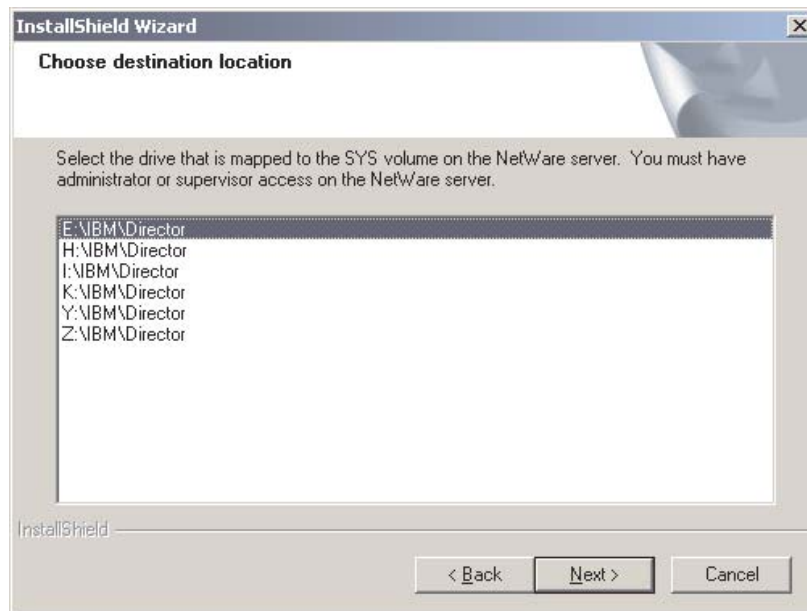 InstallShield Wizard
Choose destination location
Select the drive that is mapped to the SYS volume on the NetWare server. You must have
administrator or supervisor access on the NetWare server.
E:\IBM\Director
H:\IBM\Director
I:\IBM\Director
K:\IBM\Director
Y:\IBM\Director
Z:\IBM\Director
InstallShield
< Back
Next >
Cancel